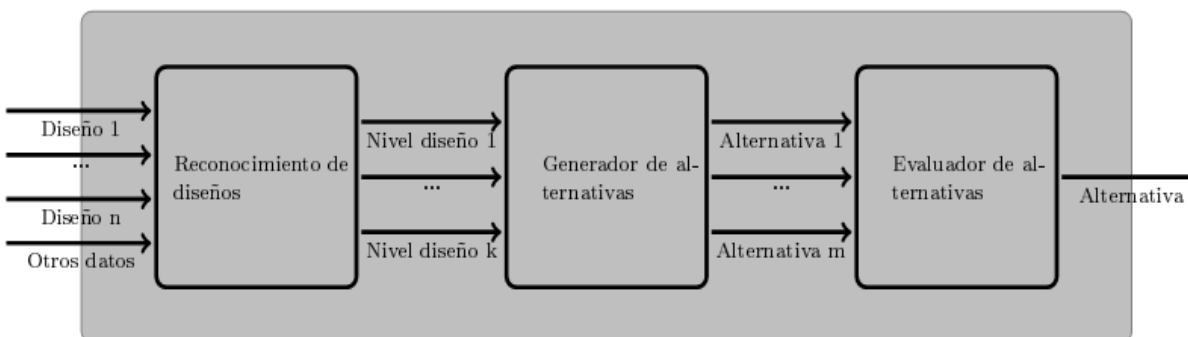 Diseño 1
...
Diseño n
Otros datos
Reconocimiento de
diseños
Nivel diseño 1
...
Nivel diseño k
Generador de al-
ternativas
Alternativa 1
...
Alternativa m
Evaluador de al-
ternativas
Alternativa